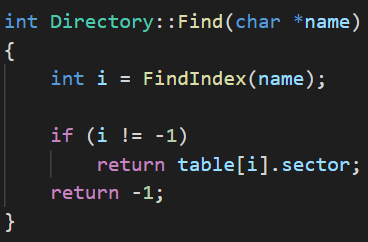 int Directory::Find(char *name)
{
    int i = FindIndex(name);

    if (i != -1)
        return table[i].sector;
    return -1;
}